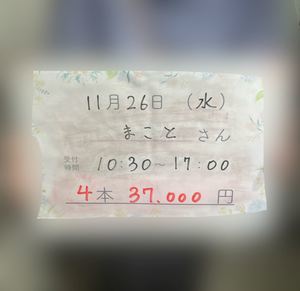 11月26日 (水)
まこと さん
受付時間 10:30~17:00
4本 37.000 円